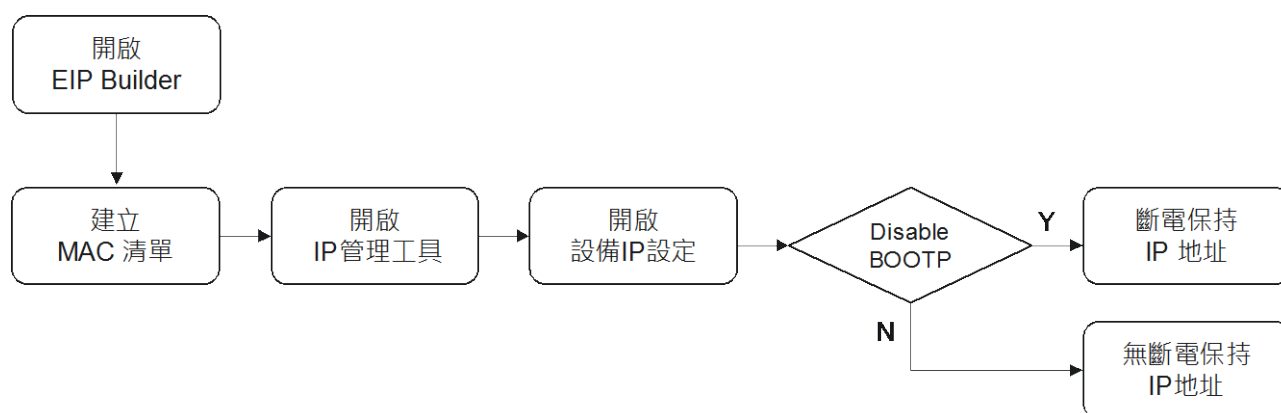 開啟
EIP Builder
建立
MAC 清單
開啟
IP管理工具
開啟
設備IP設定
Disable
BOOTP
Y
斷電保持
IP 地址
N
無斷電保持
IP地址